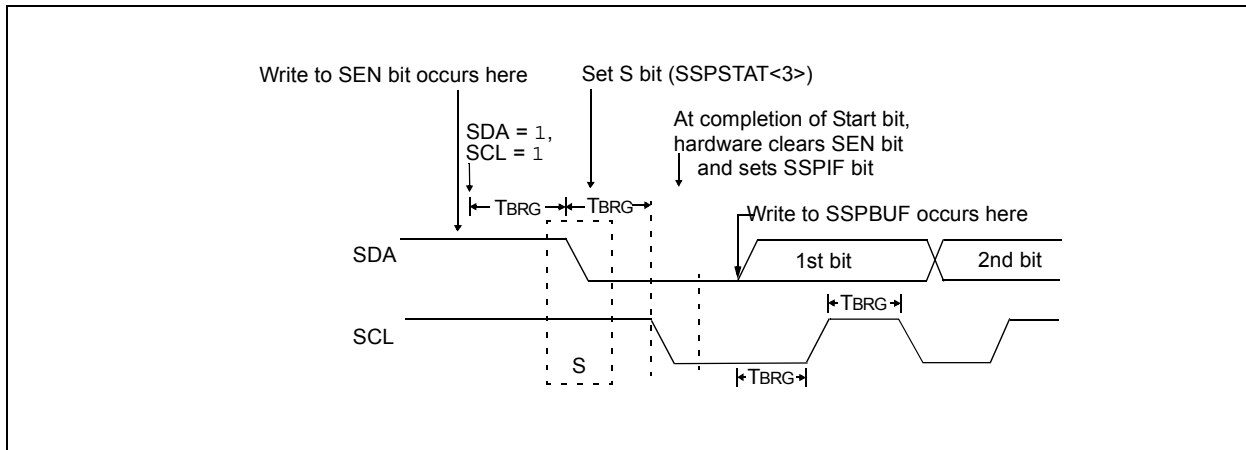 Write to SEN bit occurs here
Set S bit (SSPSTAT<3>)
SDA = 1,
SCL = 1
At completion of Start bit,
hardware clears SEN bit
and sets SSPIF bit
TBRG
TBRG
Write to SSPBUF occurs here
SDA
1st bit
2nd bit
TBRG
SCL
S
TBRG